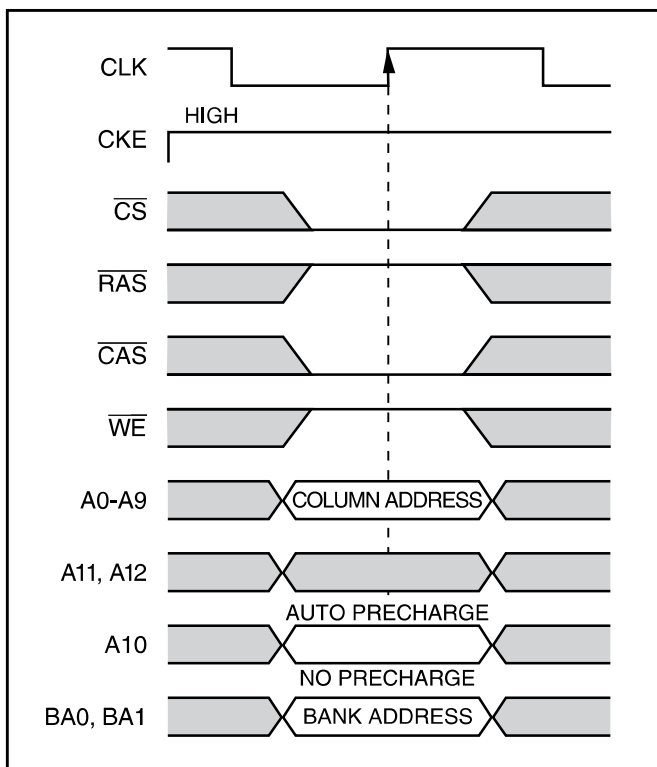 CLK
HIGH
CKE
CS
RAS
CAS
WE
A0-A9 COLUMN ADDRESS
A11, A12
AUTO PRECHARGE
A10
NO PRECHARGE
BA0, BA1 BANK ADDRESS